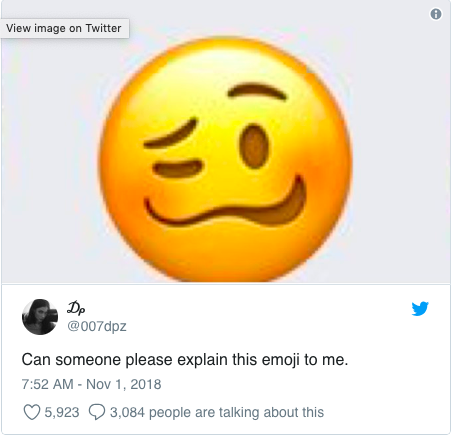 View image on Twitter
Dp
@007dpz
Can someone please explain this emoji to me.
7:52 AM - Nov 1, 2018
5,923 3,084 people are talking about this